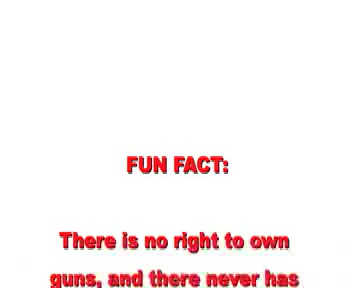 FUN FACT:
There is no right to own
guns, and there never has